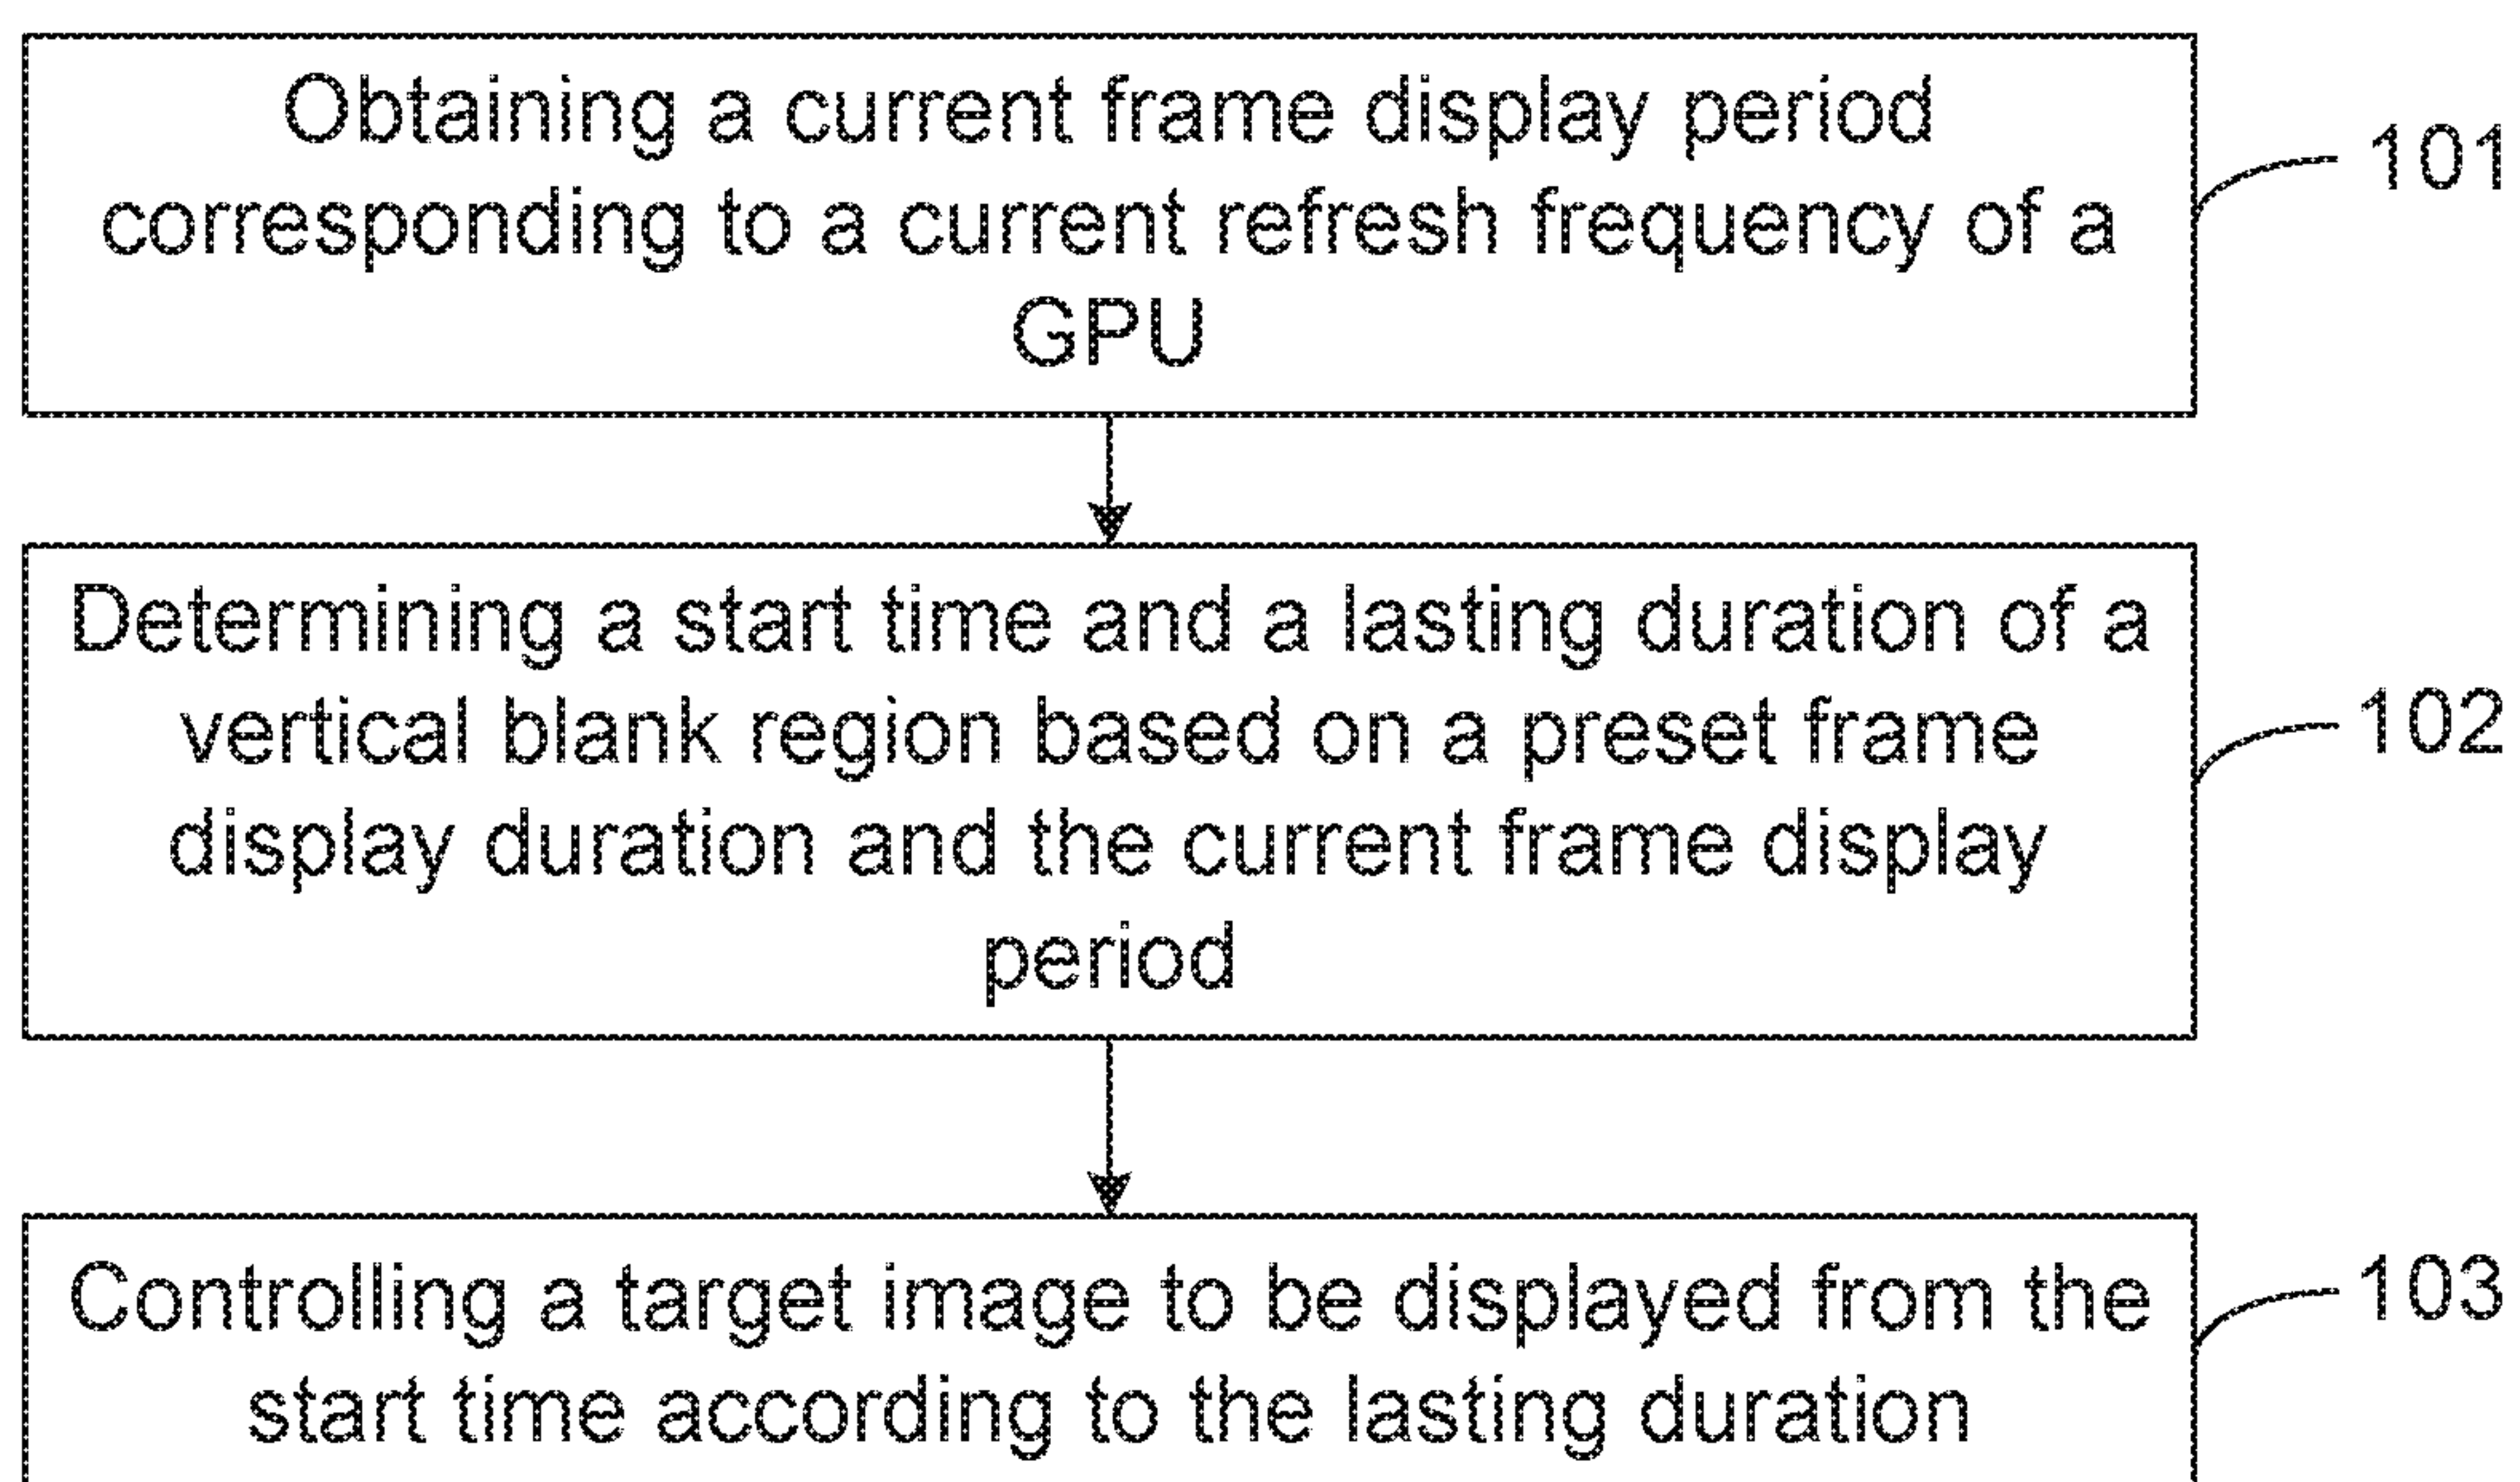 Obtaining a current frame display period
corresponding to a current refresh frequency of a
GPU
101
Determining a start time and a lasting duration of a
vertical blank region based on a preset frame
display duration and the current frame display
period
102
Controlling a target image to be displayed from the
start time according to the lasting duration
103